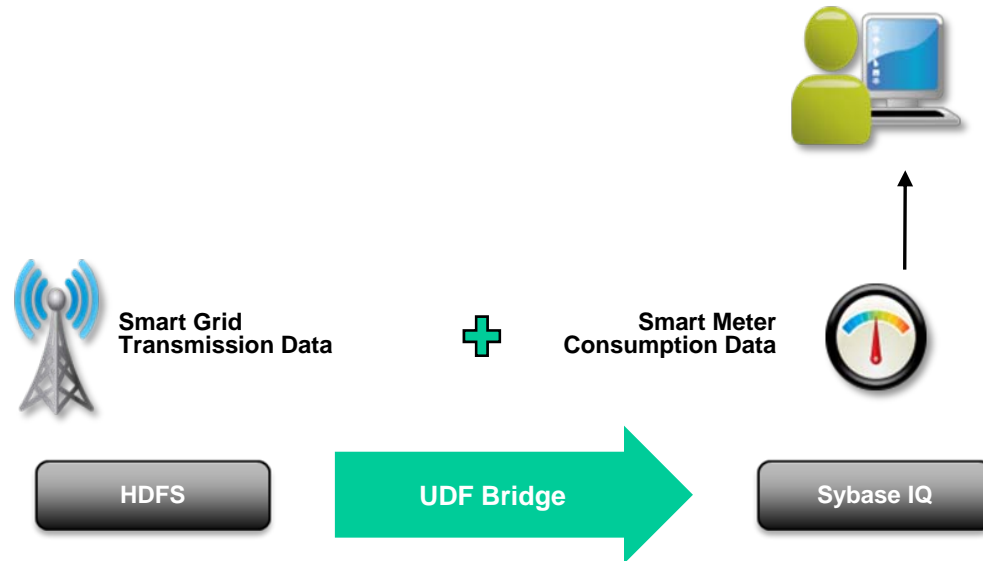 Smart Grid
Transmission Data
Smart Meter
Consumption Data
HDFS
UDF Bridge
Sybase IQ